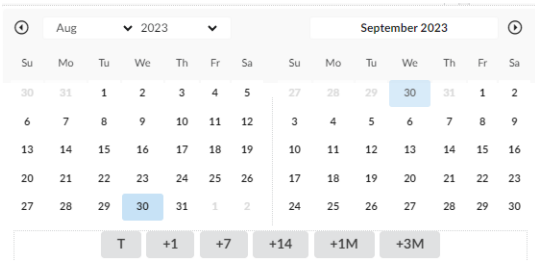 Aug 2023 September 2023
Su Mo Tu We Th Fr Sa Su Mo Tu We Th Fr Sa
30 31 1 2 3 4 5 27 28 29 30 31 1 2
6 7 8 9 10 11 12 3 4 5 6 7 8 9
13 14 15 16 17 18 19 10 11 12 13 14 15 16
20 21 22 23 24 25 26 17 18 19 20 21 22 23
27 28 29 30 31 1 2 24 25 26 27 28 29 30
T +1 +7 +14 +1M +3M